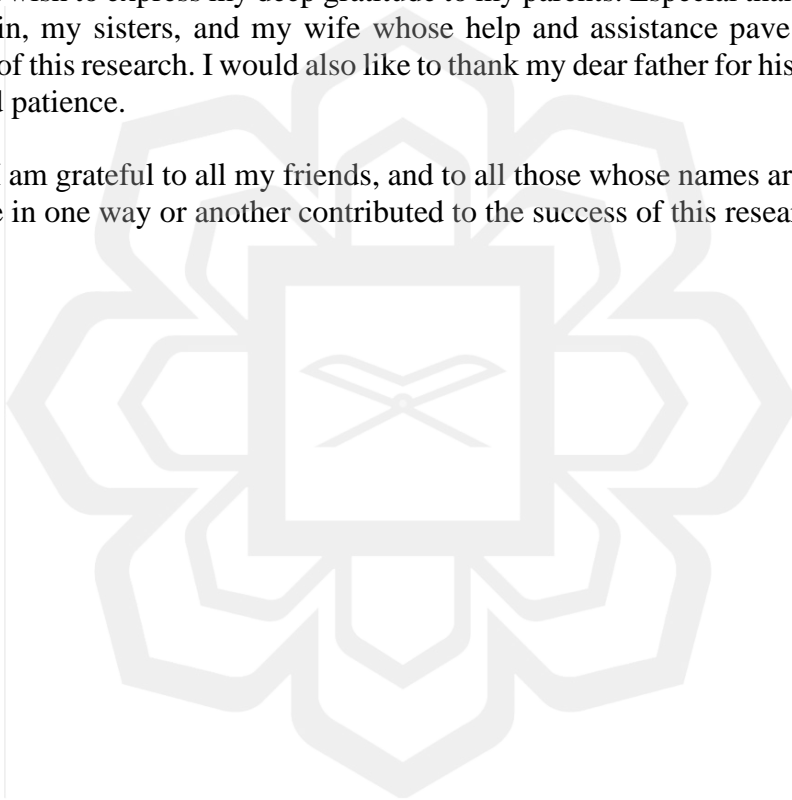 wish to express my deep gratitude to my parents. Especial
in, my sisters, and my wife whose help and assistance pave
of this research. I would also like to thank my dear father for his
patience.
I am grateful to all my friends, and to all those whose names
in one way or another contributed to the success of this